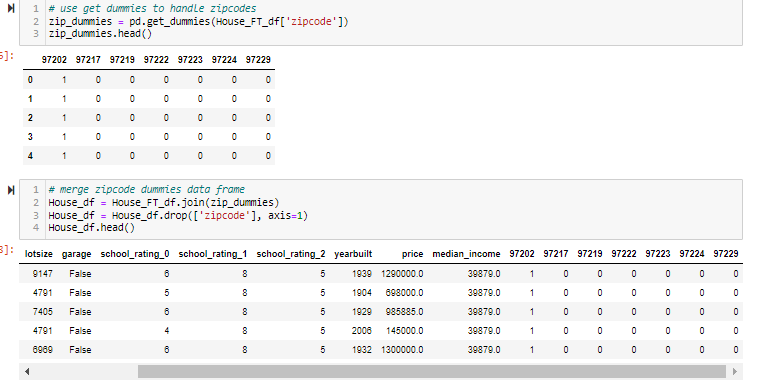 1 # use get dummies to handle zipcodes
2 zip_dummies = pd.get_dummies(House_FT_df['zipcode'])
3 zip_dummies.head()
]:
97202 97217 97219 97222 97223 97224 97229
0 1 0 0 0 0 0 0
1 1 0 0 0 0 0 0
2 1 0 0 0 0 0 0
3 1 0 0 0 0 0 0
4 1 0 0 0 0 0 0
1 # merge zipcode dummies data frame
2 House_df = House_FT_df.join(zip_dummies)
3 House_df = House_df.drop(['zipcode'], axis=1)
4 House_df.head()
]: lotsize garage school_rating_0 school_rating_1 school_rating_2 yearbuilt price median_income 97202 97217 97219 97222 97223 97224 97229
9147 False 6 8 5 1939 1290000.0 39879.0 1 0 0 0 0 0 0
4791 False 5 8 5 1904 698000.0 39879.0 1 0 0 0 0 0 0
7405 False 6 8 5 1929 985885.0 39879.0 1 0 0 0 0 0 0
4791 False 4 8 5 2006 145000.0 39879.0 1 0 0 0 0 0 0
6969 False 6 8 5 1932 1300000.0 39879.0 1 0 0 0 0 0 0